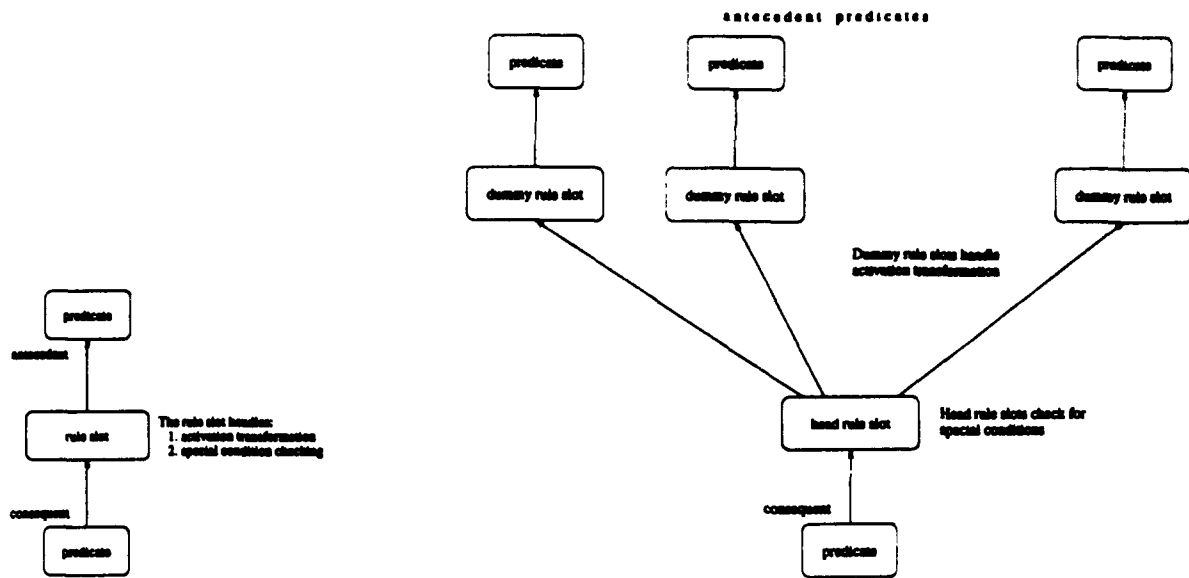 antecedent predicates
predicate
predicate
predicate
dummy rule slot
dummy rule slot
dummy rule slot
Dummy rule slots handle
activation transformation
head rule slot
Head rule slots check for
special conditions
consequent
predicate
predicate
antecedent
rule slot
The rule slot handles:
1. activation transformation
2. special condition checking
consequent
predicate